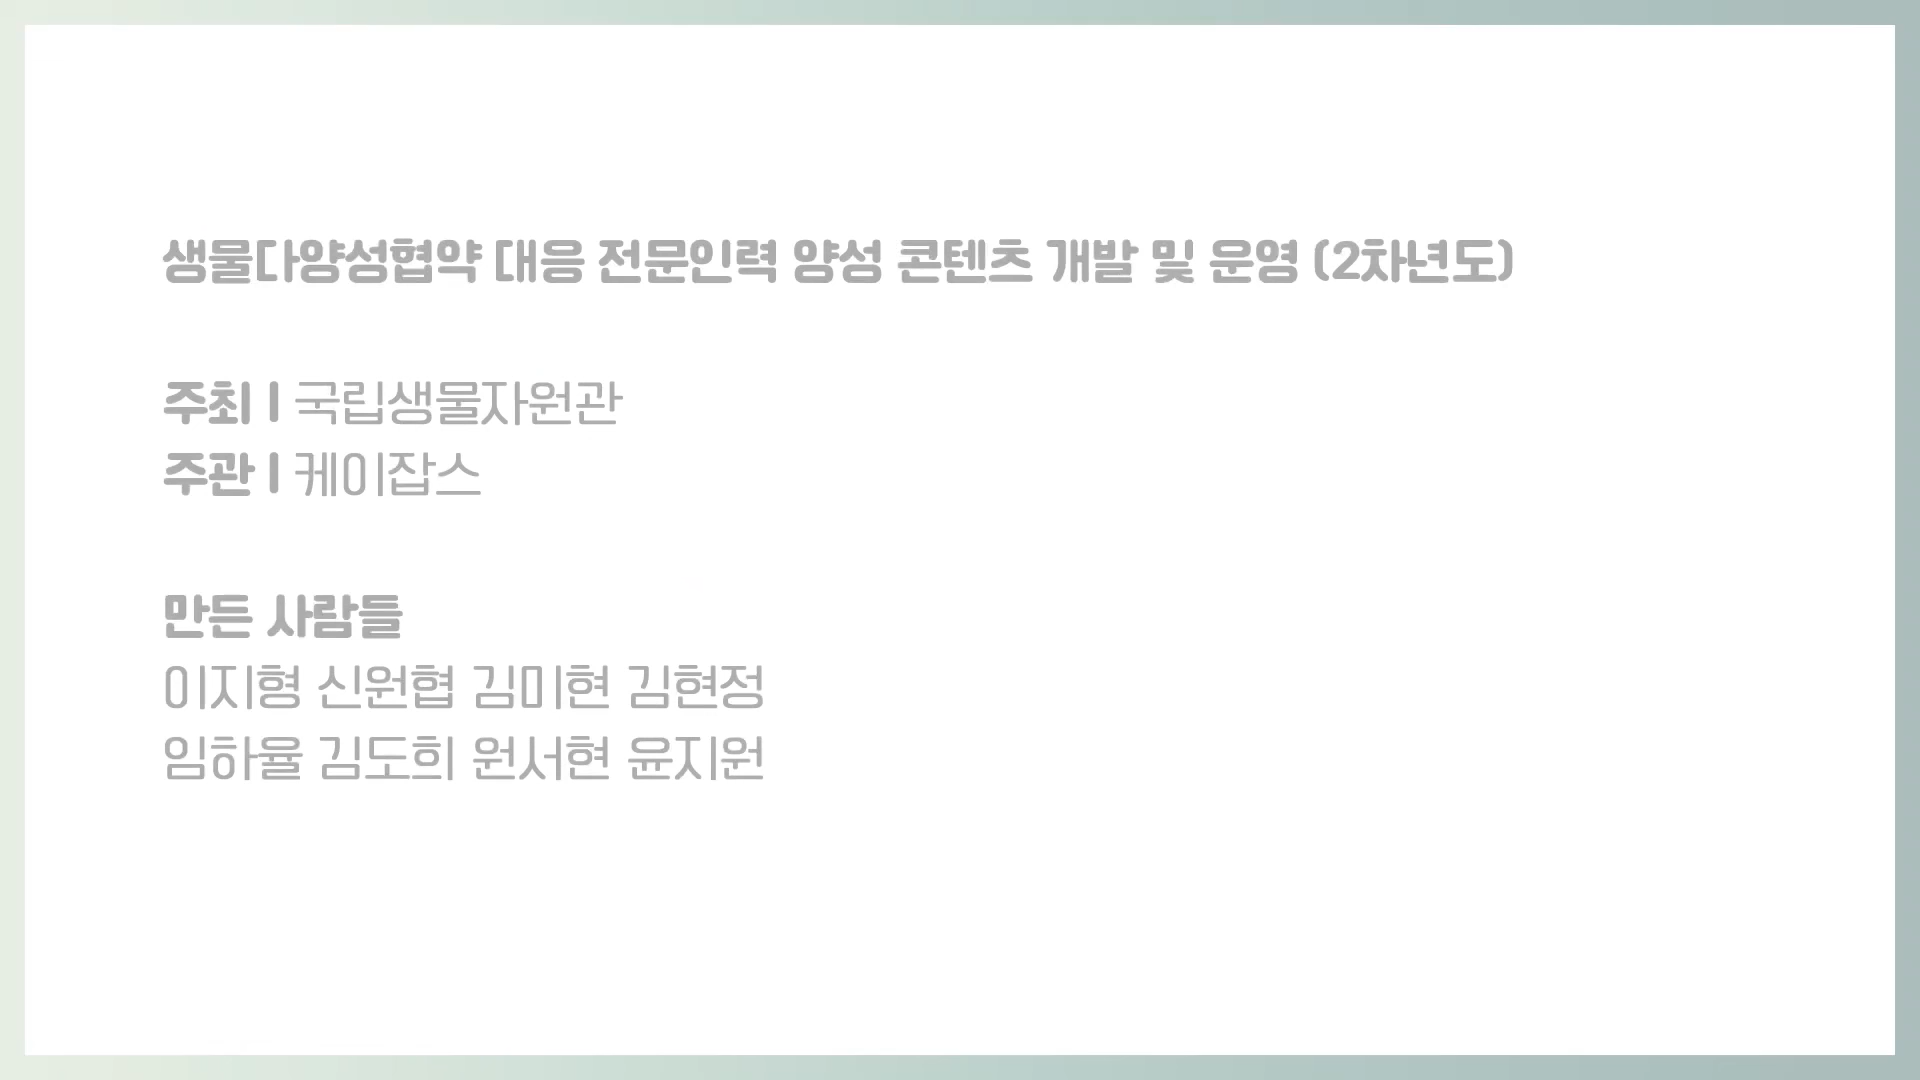 생물다양성협약 대응 전문인력 양성 콘텐츠 개발 및 운영 (2차년도)
주최 | 국립생물자원관
주관 | 케이잡스
만든 사람들
이지형 신원협 김미현 김현정
임하율 김도희 원서현 윤지원